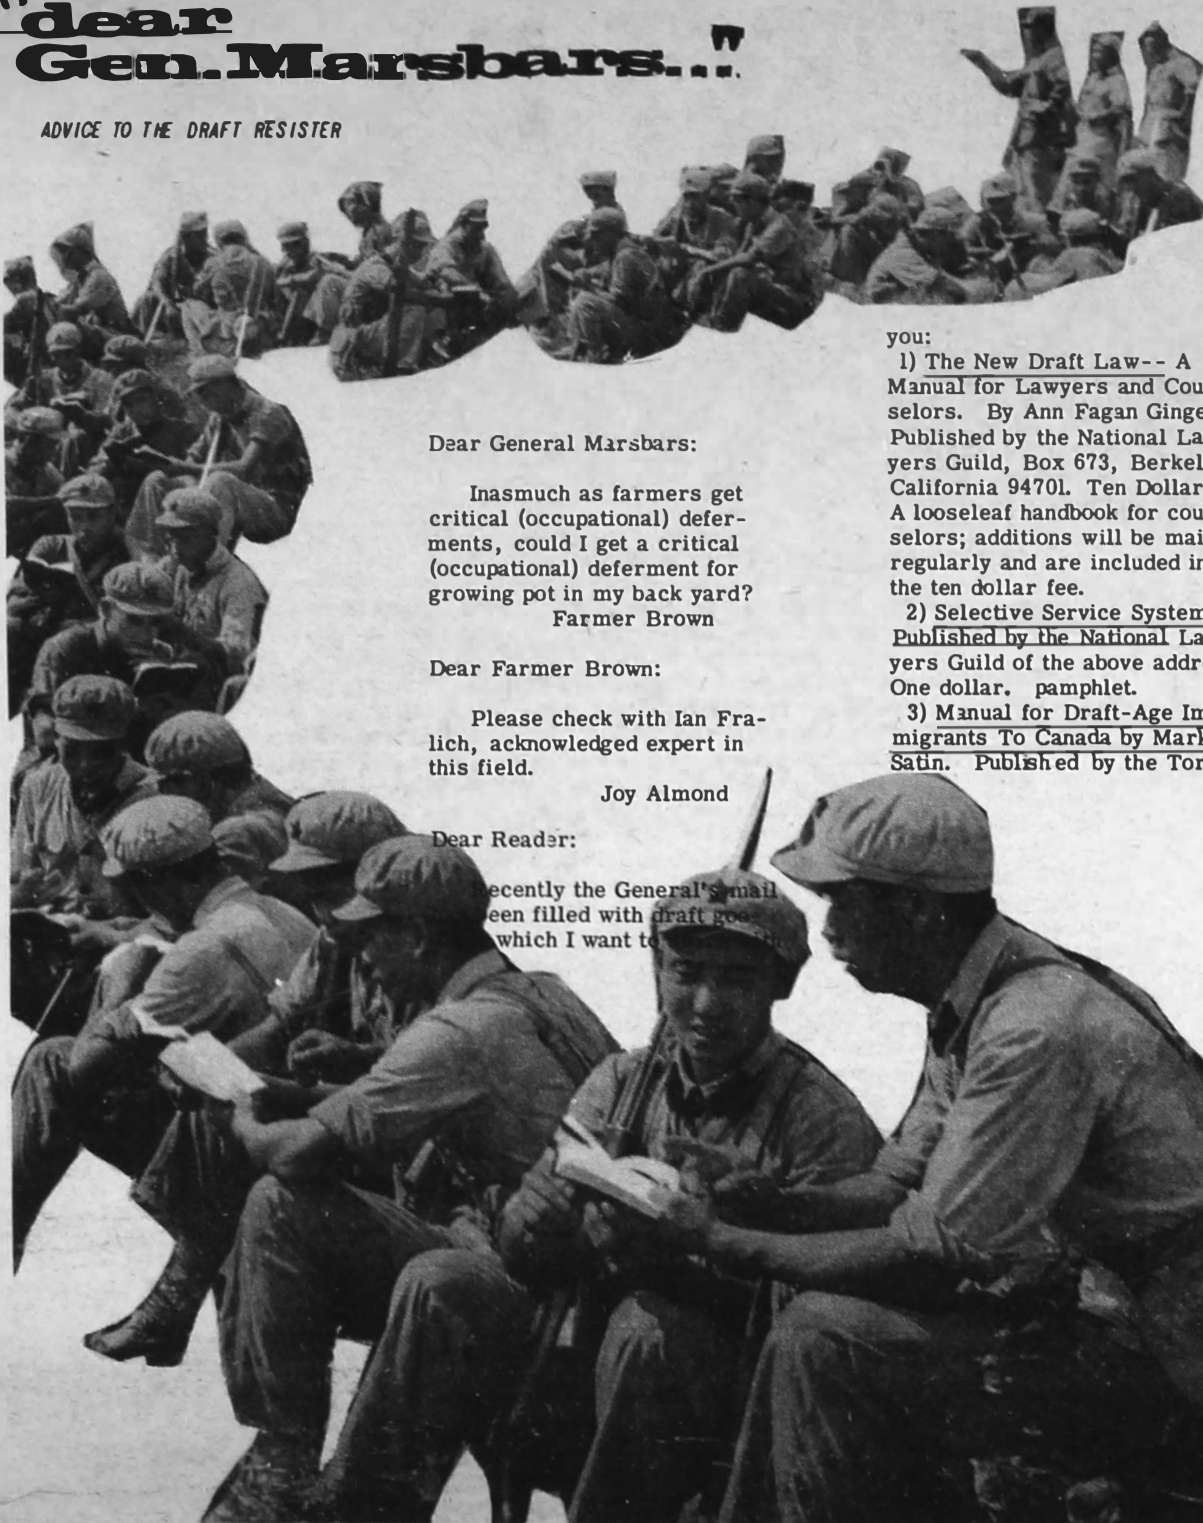 "dear
Gen. Marsbars..."
ADVICE TO THE DRAFT RESISTER
Dear General Marsbars:
Inasmuch as farmers get
critical (occupational) defer-
ments, could I get a critical
(occupational) deferment for
growing pot in my back yard?
Farmer Brown
Dear Farmer Brown:
Please check with Ian Fra-
lich, acknowledged expert in
this field.
Joy Almond
Dear Reader:
ecently the General's mail
een filled with draft goo-
which I want to
you:
1) The New Draft Law-- A
Manual for Lawyers and Cou
selors. By Ann Fagan Ginge
Published by the National La
yers Guild, Box 673, Berkel
California 94701. Ten Dollar
A looseleaf handbook for cou
selors; additions will be mai
regularly and are included in
the ten dollar fee.
2) Selective Service System
Published by the National La
yers Guild of the above addr
One dollar. pamphlet.
3) Manual for Draft-Age Im
migrants To Canada by Mark
Satin. Published by the Tor